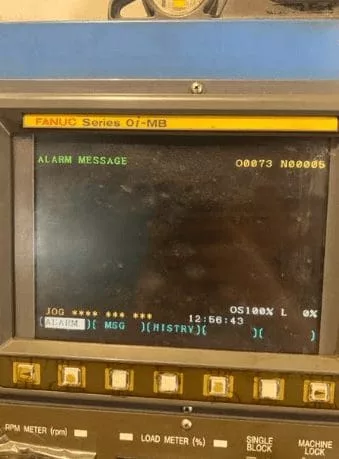 FANUC Series 0i-MB
ALARM MESSAGE O0073 N00005
JOG **** *** ***
OS100% L 0%
12:56:43
(ALARM )( MSG )(HISTRY)( )( )
RPM METER (rpm) LOAD METER (%) SINGLE BLOCK MACHINE LOCK